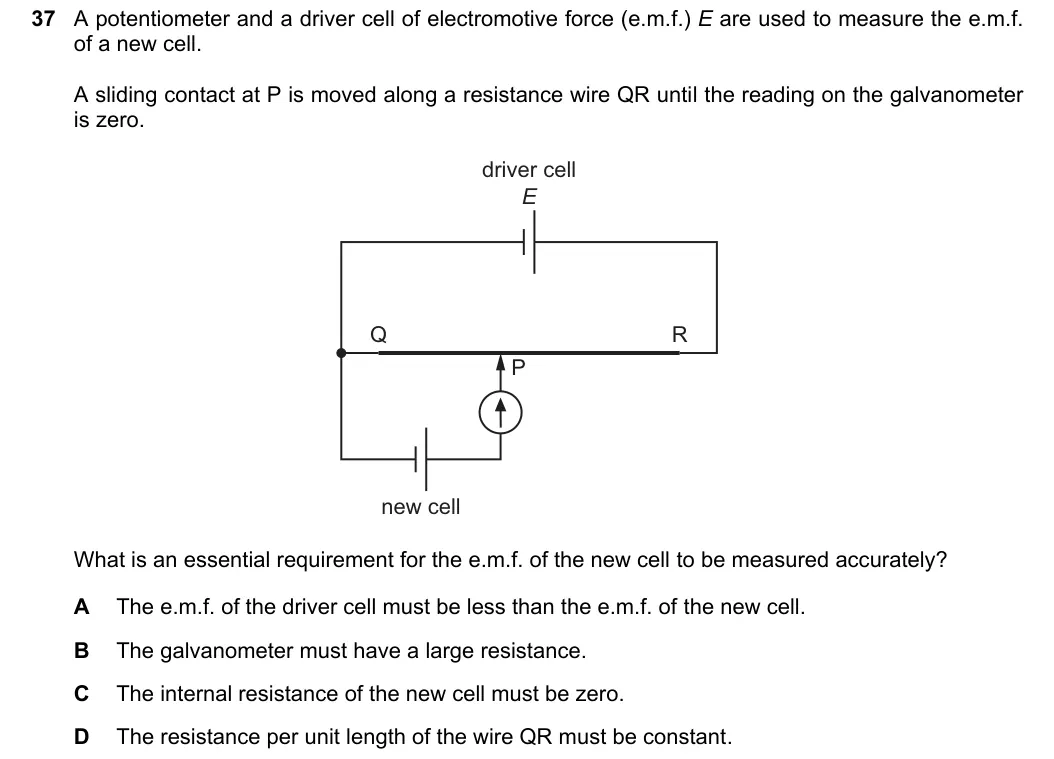 37 A potentiometer and a driver cell of electromotive force (e.m.f.) E are used to measure the e.m.f.
of a new cell.
A sliding contact at P is moved along a resistance wire QR until the reading on the galvanometer
is zero.
driver cell
E
Q
R
P
new cell
What is an essential requirement for the e.m.f. of the new cell to be measured accurately?
A The e.m.f. of the driver cell must be less than the e.m.f. of the new cell.
B The galvanometer must have a large resistance.
C The internal resistance of the new cell must be zero.
D The resistance per unit length of the wire QR must be constant.